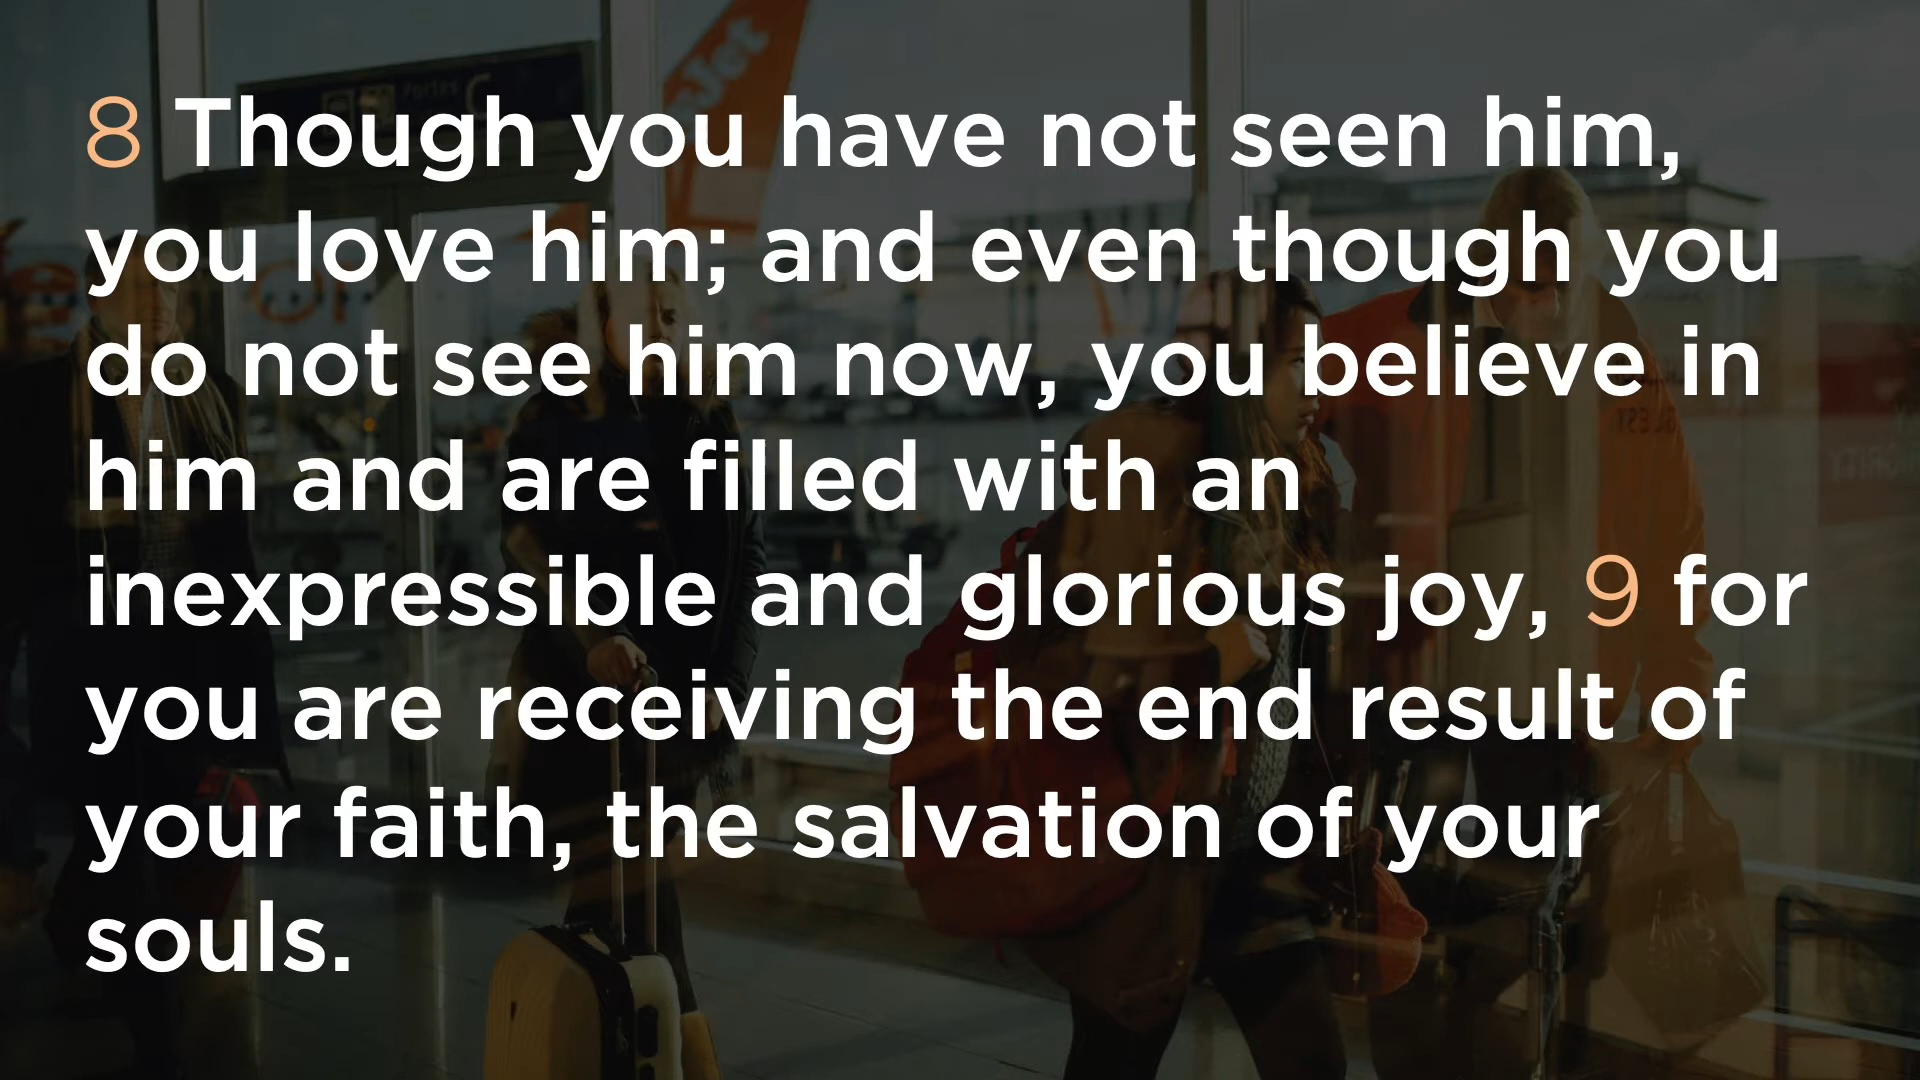 Portes C
Jet
8 Though you have not seen him,
you love him; and even though you
do not see him now, you believe in
him and are filled with an
inexpressible and glorious joy, 9 for
you are receiving the end result of
your faith, the salvation of your
souls.